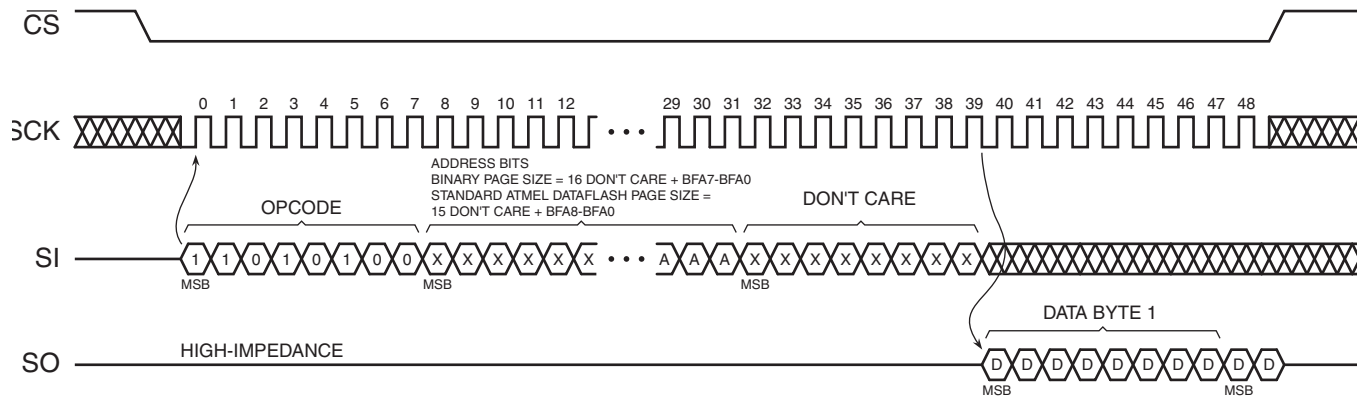 CS
0 1 2 3 4 5 6 7 8 9 10 11 12 29 30 31 32 33 34 35 36 37 38 39 40 41 42 43 44 45 46 47 48
SCK
ADDRESS BITS
BINARY PAGE SIZE = 16 DON'T CARE + BFA7-BFA0
STANDARD ATMEL DATAFLASH PAGE SIZE =
15 DON'T CARE + BFA8-BFA0
OPCODE
DON'T CARE
SI
1 1 0 1 0 1 0 0 X X X X X X • • • A A A X X X X X X X X
MSB MSB MSB
DATA BYTE 1
HIGH-IMPEDANCE
SO
D D D D D D D D D D
MSB MSB